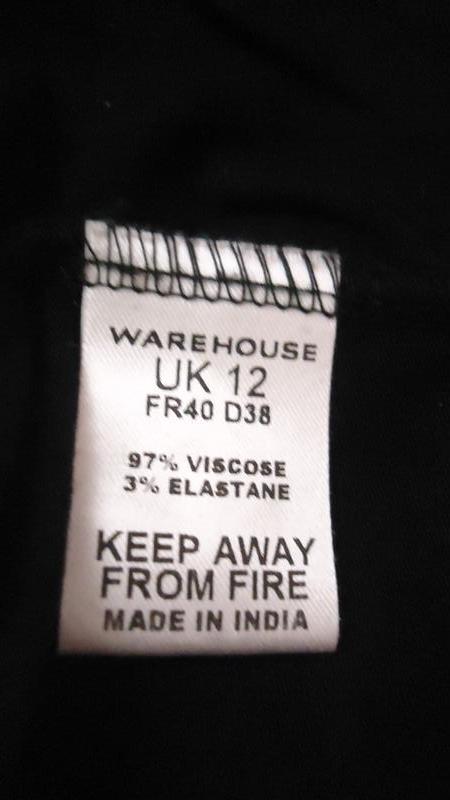 WAREHOUSE
UK 12
FR40 D38
97% VISCOSE
3% ELASTANE
KEEP AWAY
FROM FIRE
MADE IN INDIA